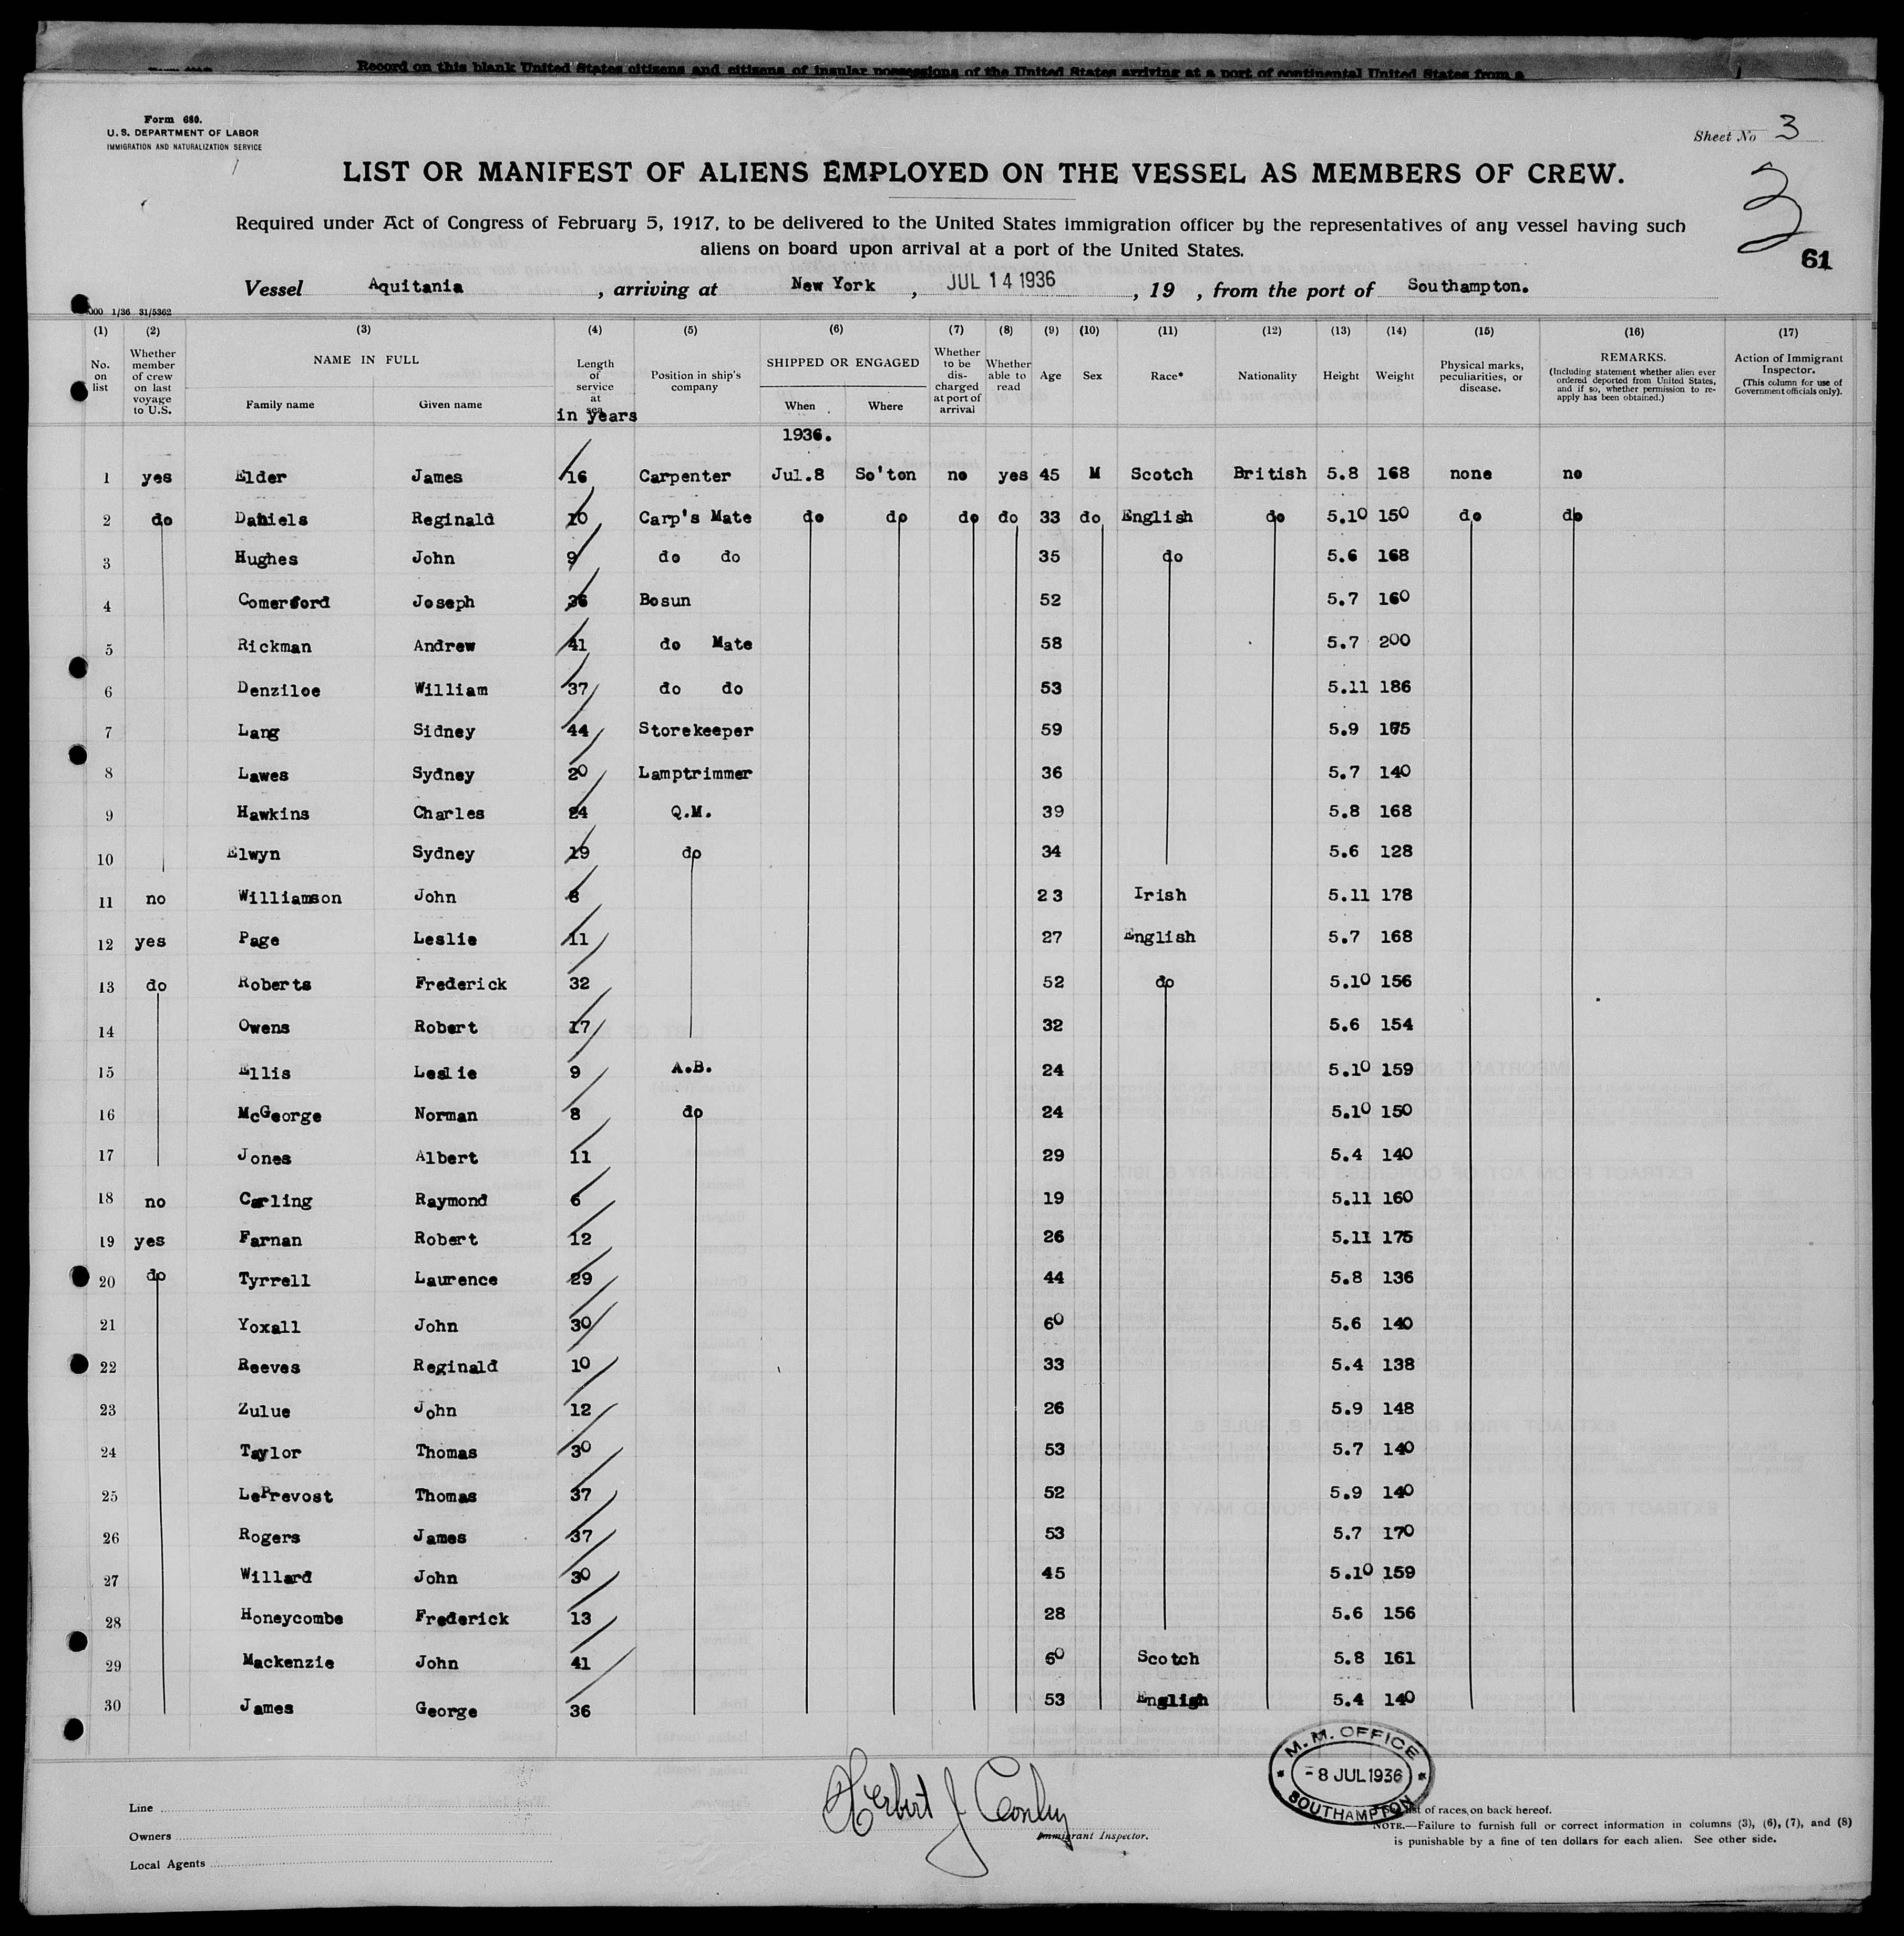 Record on this blank United States citizens and citizens of insular possessions of the United States arriving at a port of continental United States from a
Form 680.
U. S. DEPARTMENT OF LABOR
IMMIGRATION AND NATURALIZATION SERVICE
Sheet No 3
LIST OR MANIFEST OF ALIENS EMPLOYED ON THE VESSEL AS MEMBERS OF CREW.
3
Required under Act of Congress of February 5, 1917, to be delivered to the United States immigration officer by the representatives of any vessel having such
aliens on board upon arrival at a port of the United States.
61
Vessel Aquitania, arriving at New York, JUL 14 1936, 19 , from the port of Southampton.
000 1/36 31/5362
(1) (2) (3) (4) (5) (6) (7) (8) (9) (10) (11) (12) (13) (14) (15) (16) (17)
No. on list Whether member of crew on last voyage to U.S. NAME IN FULL Family name Given name Length of service at sea in years Position in ship's company SHIPPED OR ENGAGED When Where Whether to be discharged at port of arrival Whether able to read Age Sex Race* Nationality Height Weight Physical marks, peculiarities, or disease. REMARKS. (Including statement whether alien ever ordered deported from United States, and if so, whether permission to re-apply has been obtained.) Action of Immigrant Inspector. (This column for use of Government officials only).
1936.
1 yes Elder James 16 Carpenter Jul.8 So'ton no yes 45 M Scotch British 5.8 168 none no
2 do Daniels Reginald 10 Carp's Mate do do do do 33 do English do 5.10 150 do do
3 Hughes John 9 do do 35 do 5.6 168
4 Comerford Joseph 36 Bosun 52 5.7 160
5 Rickman Andrew 41 do Mate 58 5.7 200
6 Denziloe William 37 do do 53 5.11 186
7 Lang Sidney 44 Storekeeper 59 5.9 165
8 Lawes Sydney 20 Lamptrimmer 36 5.7 140
9 Hawkins Charles 24 Q.M. 39 5.8 168
10 Elwyn Sydney 19 do 34 5.6 128
11 no Williamson John 8 23 Irish 5.11 178
12 yes Page Leslie 11 27 English 5.7 168
13 do Roberts Frederick 32 52 do 5.10 156
14 Owens Robert 17 32 5.6 154
15 Ellis Leslie 9 A.B. 24 5.10 159
16 McGeorge Norman 8 do 24 5.10 150
17 Jones Albert 11 29 5.4 140
18 no Carling Raymond 6 19 5.11 160
19 yes Farnan Robert 12 26 5.11 175
20 do Tyrrell Laurence 29 44 5.8 136
21 Yoxall John 30 60 5.6 140
22 Reeves Reginald 10 33 5.4 138
23 Zulue John 12 26 5.9 148
24 Taylor Thomas 30 53 5.7 140
25 LePrevost Thomas 37 52 5.9 140
26 Rogers James 37 53 5.7 170
27 Willard John 30 45 5.10 159
28 Honeycombe Frederick 13 28 5.6 156
29 Mackenzie John 41 60 Scotch 5.8 161
30 James George 36 53 English 5.4 140
M.M. OFFICE
- 8 JUL 1936
SOUTHAMPTON
Line
Owners
Local Agents
Herbert J Conley
Immigrant Inspector.
list of races, on back hereof.
NOTE.—Failure to furnish full or correct information in columns (3), (6), (7), and (8)
is punishable by a fine of ten dollars for each alien. See other side.